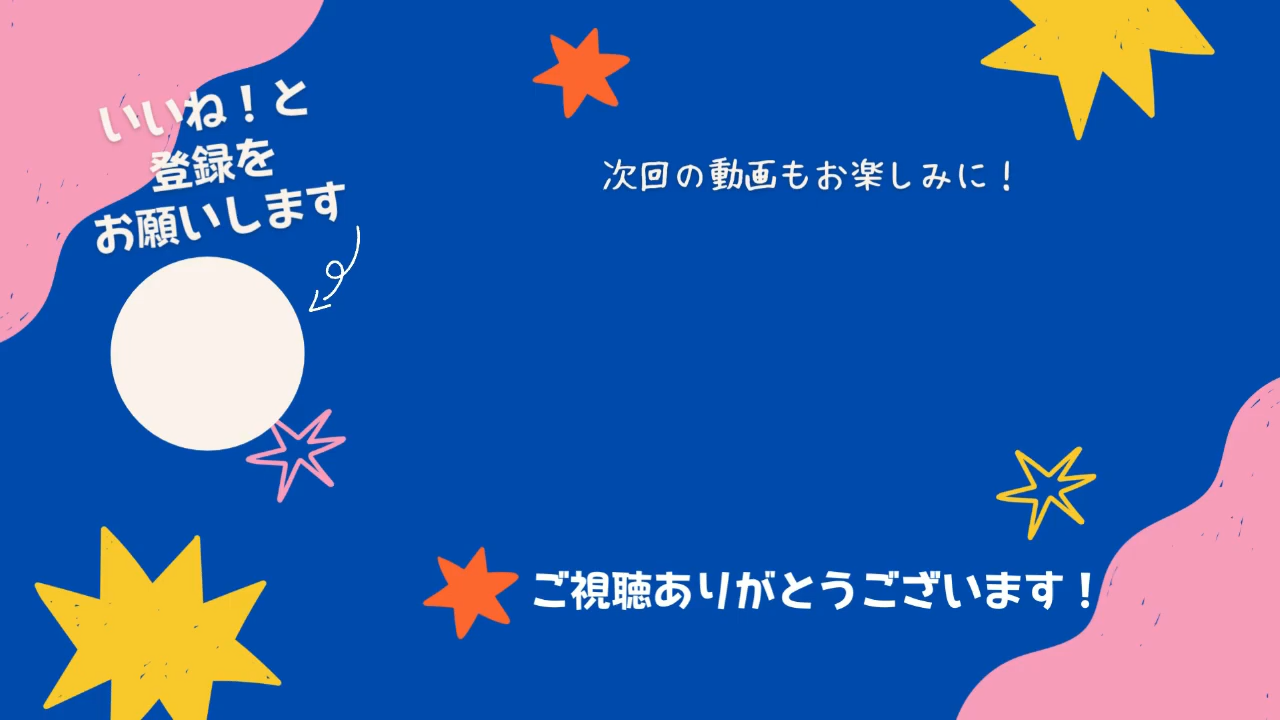 いいね！と
登録を
お願いします
次回の動画もお楽しみに！
ご視聴ありがとうございます！